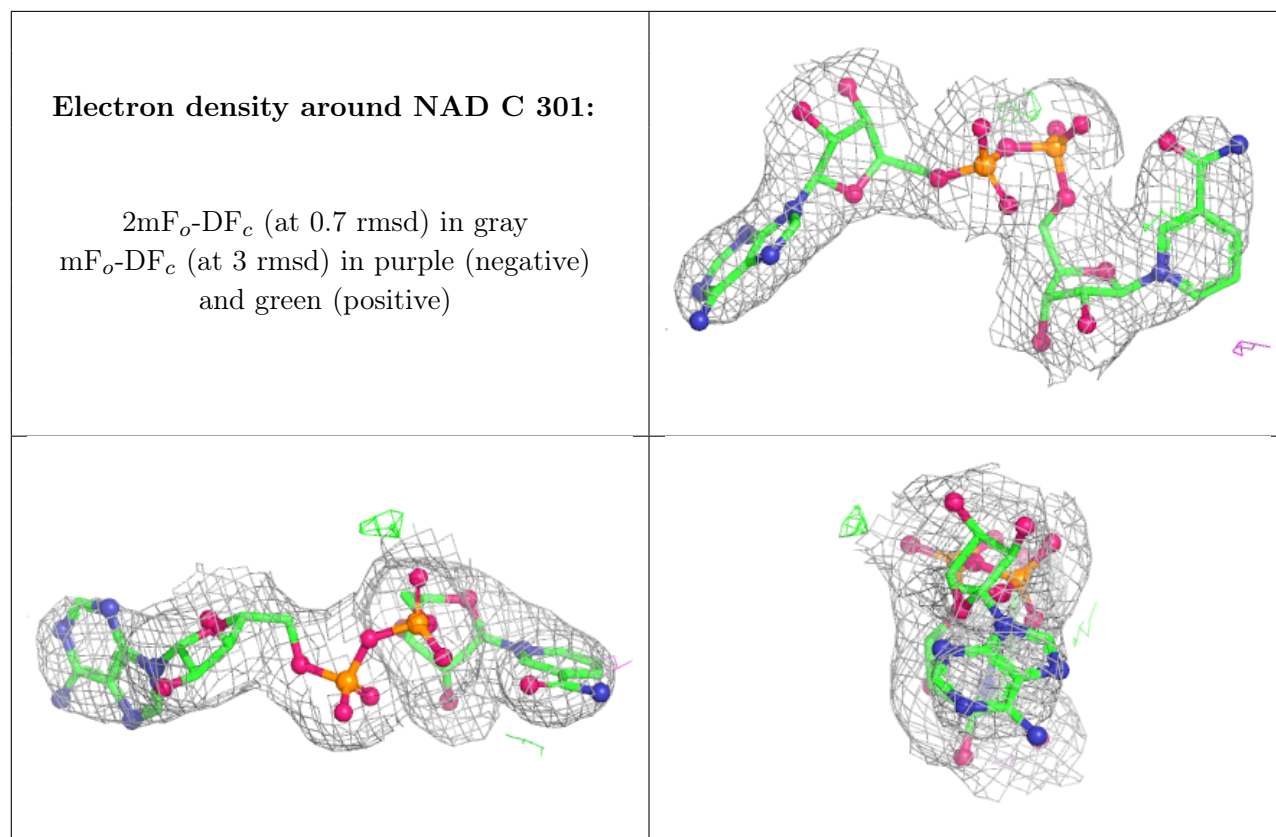 Electron density around NAD C 301:
2mFₒ-DF𝒸 (at 0.7 rmsd) in gray
mFₒ-DF𝒸 (at 3 rmsd) in purple (negative)
and green (positive)